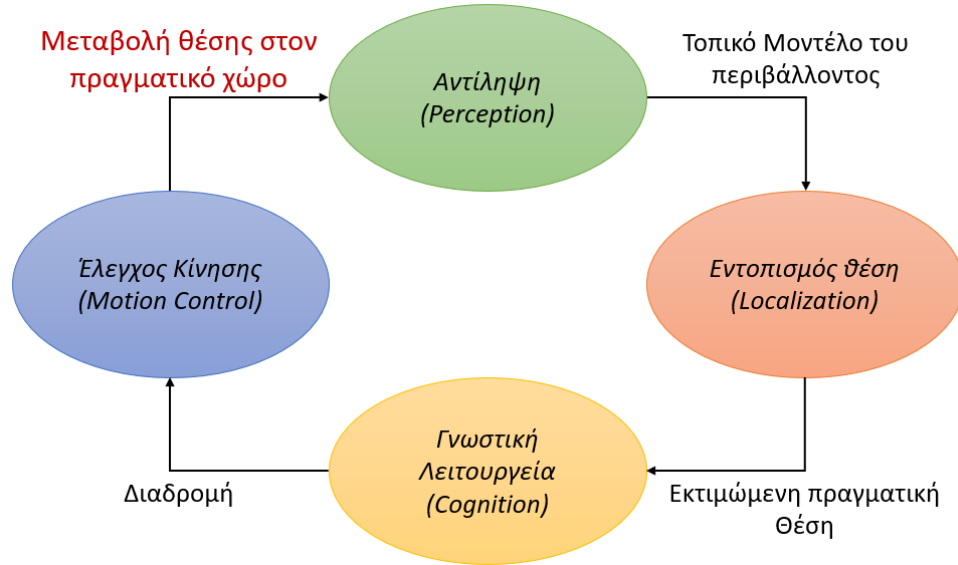 Μεταβολή θέσης στον
πραγματικό χώρο
Αντίληψη
(Perception)
Τοπικό Μοντέλο του
περιβάλλοντος
Έλεγχος Κίνησης
(Motion Control)
Εντοπισμός θέση
(Localization)
Γνωστική
Λειτουργεία
(Cognition)
Διαδρομή
Εκτιμώμενη πραγματική
Θέση